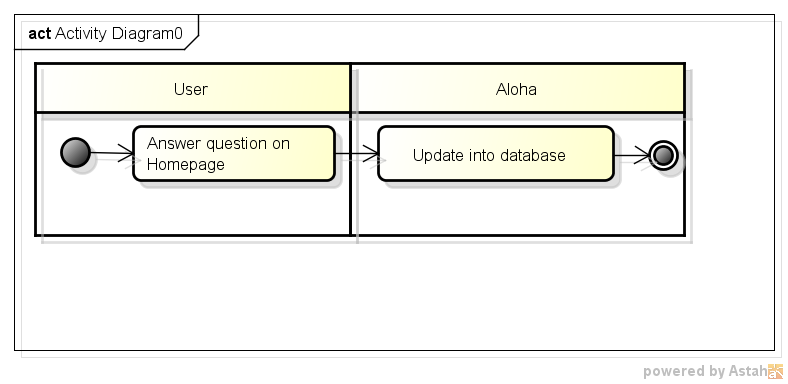 act Activity Diagram0
User
Aloha
Answer question on
Homepage
Update into database
powered by Astah